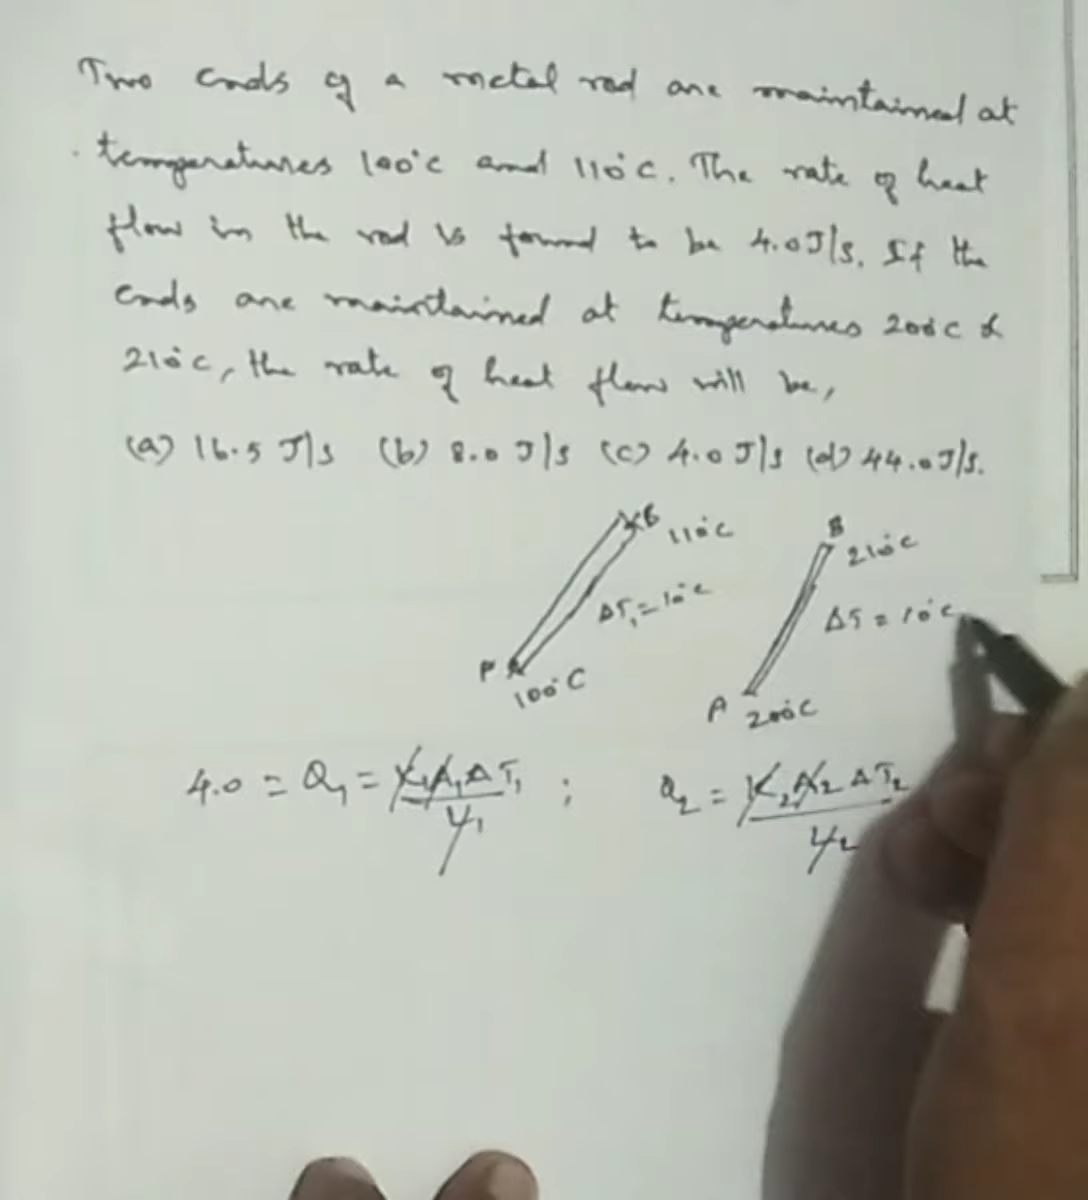 Two ends of a metal rod are maintained at
temperatures 100°C and 110°C. The rate of heat
flow in the rod is found to be 4.0J/s. If the
ends are maintained at temperatures 200°C &
210°C, the rate of heat flow will be,
(a) 16.5 J/s (b) 8.0 J/s (c) 4.0 J/s (d) 44.0J/s.
B 110°C
B 210°C
ΔT₁=10°C
ΔT = 10°C
100°C
A 200°C
4.0 = Q₁ = K₁A₁ΔT₁/ ; Q₂ = K₂A₂ΔT₂/